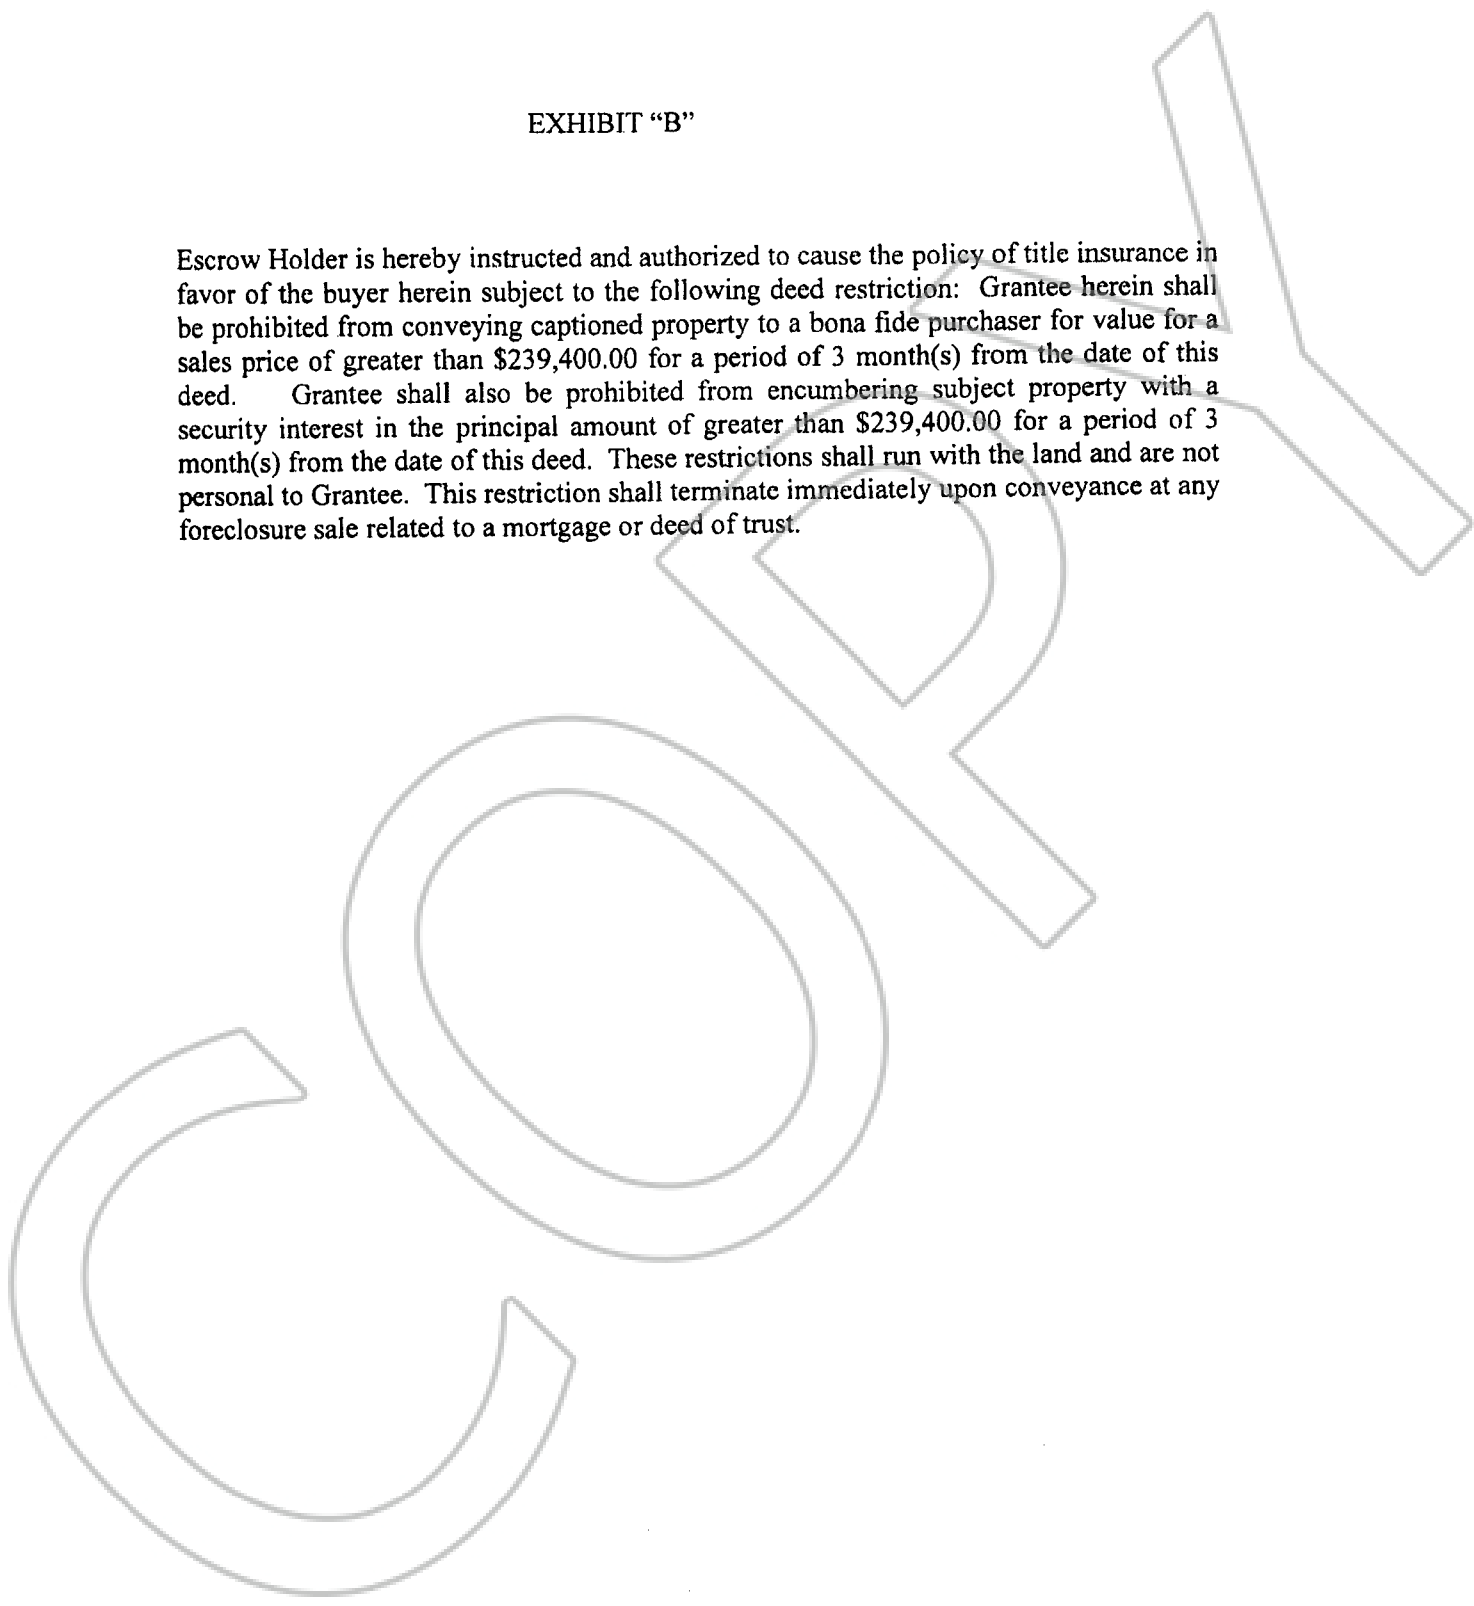 EXHIBIT “B”
Escrow Holder is hereby instructed and authorized to cause the policy of title insurance in
favor of the buyer herein subject to the following deed restriction: Grantee herein shall
be prohibited from conveying captioned property to a bona fide purchaser for value for a
sales price of greater than $239,400.00 for a period of 3 month(s) from the date of this
deed. Grantee shall also be prohibited from encumbering subject property with a
security interest in the principal amount of greater than $239,400.00 for a period of 3
month(s) from the date of this deed. These restrictions shall run with the land and are not
personal to Grantee. This restriction shall terminate immediately upon conveyance at any
foreclosure sale related to a mortgage or deed of trust.
COPY